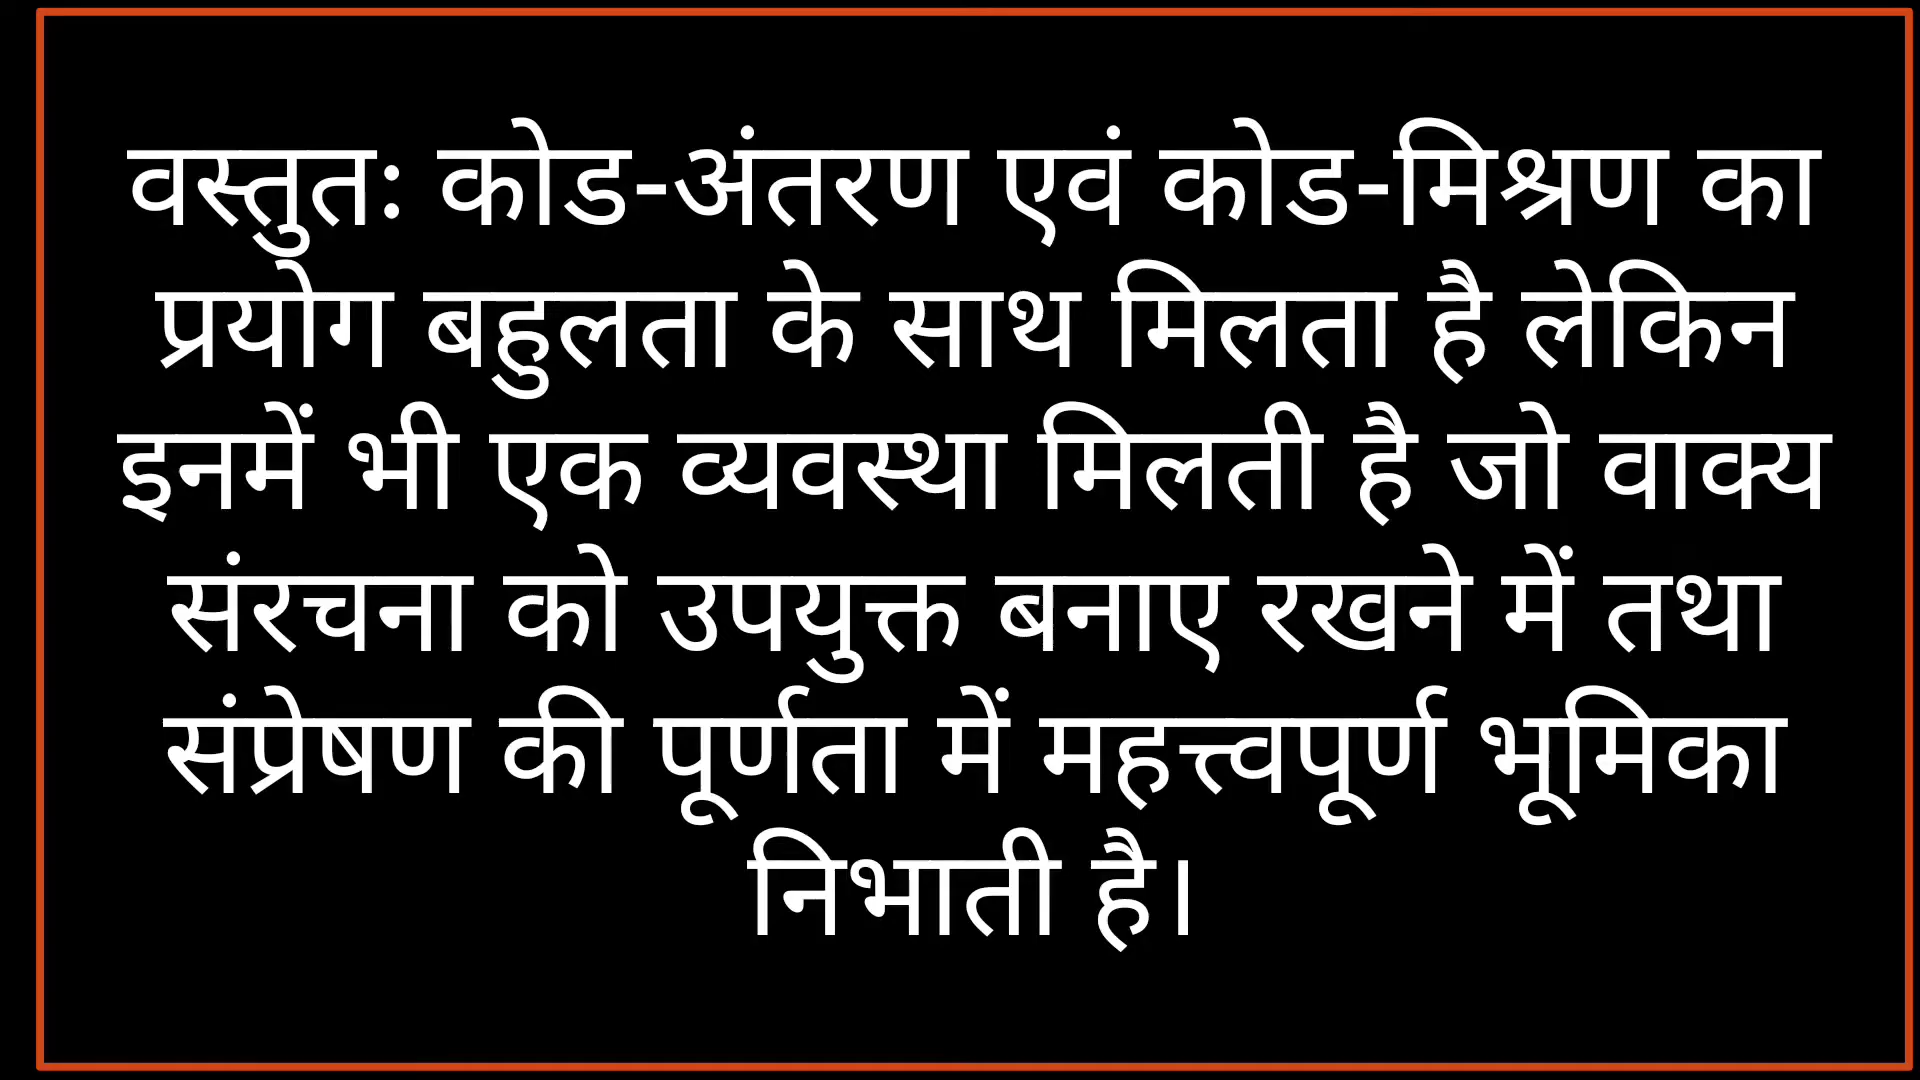 वस्तुतः कोड-अंतरण एवं कोड-मिश्रण का
प्रयोग बहुलता के साथ मिलता है लेकिन
इनमें भी एक व्यवस्था मिलती है जो वाक्य
संरचना को उपयुक्त बनाए रखने में तथा
संप्रेषण की पूर्णता में महत्त्वपूर्ण भूमिका
निभाती है।